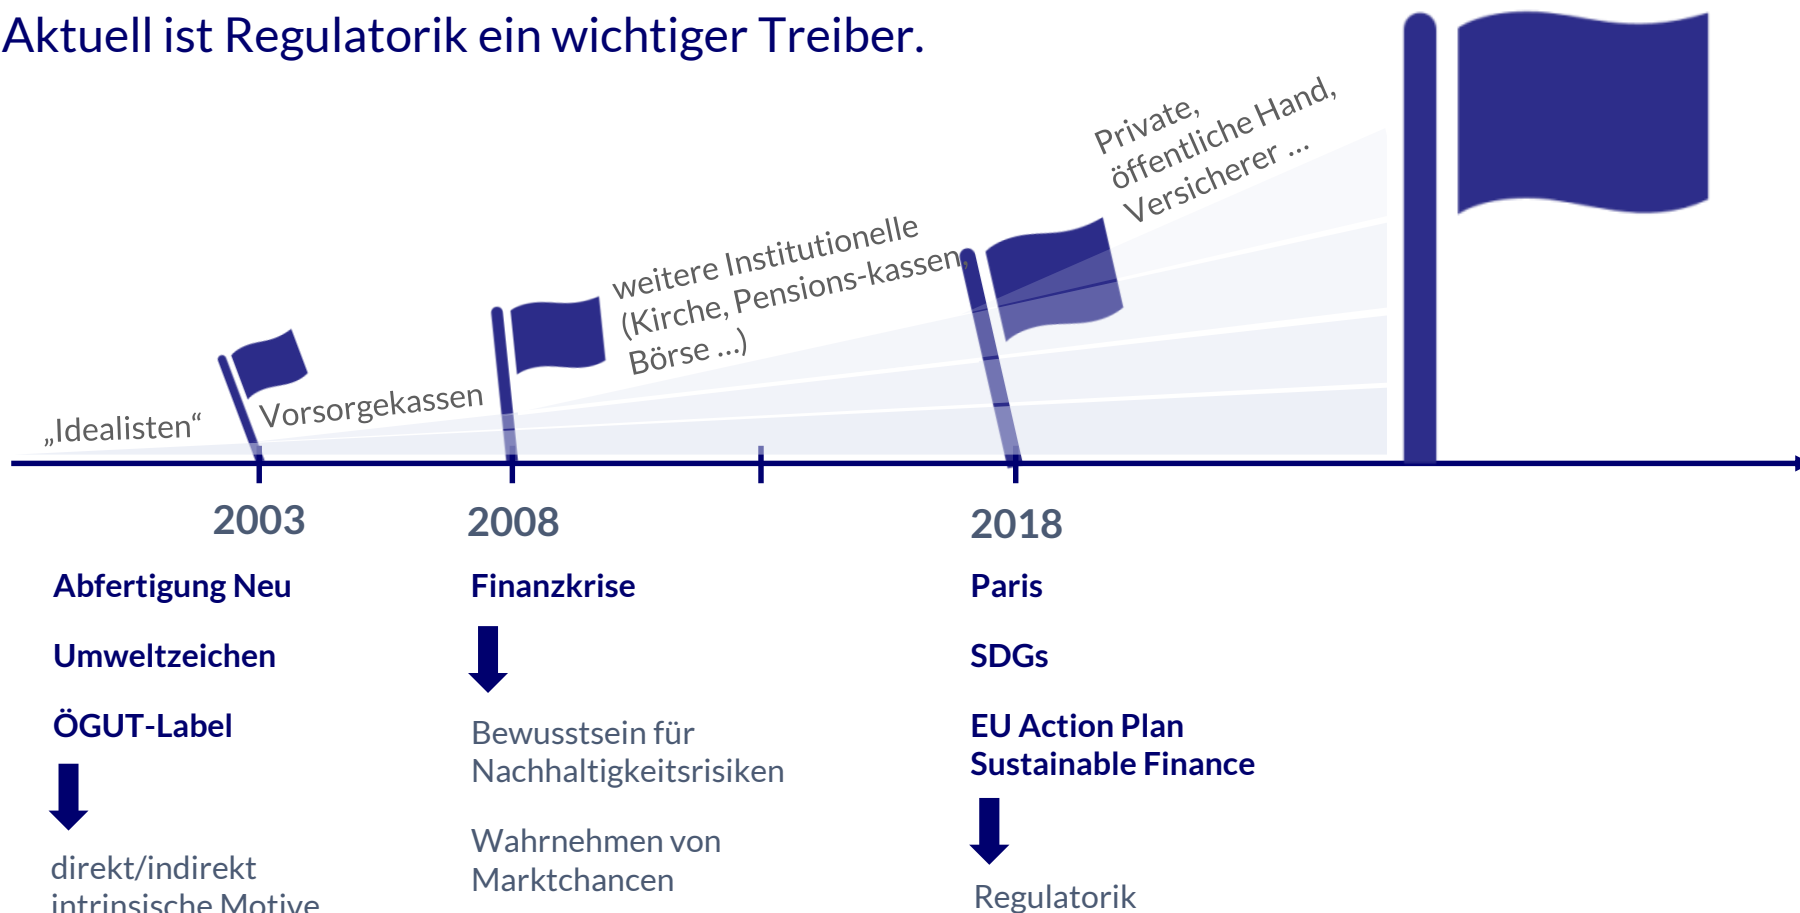 Aktuell ist Regulatorik ein wichtiger Treiber.
Private,
öffentliche Hand,
Versicherer ...
weitere Institutionelle
(Kirche, Pensions-kassen,
Börse ...)
Vorsorgekassen
„Idealisten“
2003
2008
2018
Abfertigung Neu
Umweltzeichen
ÖGUT-Label
direkt/indirekt
intrinsische Motive
Finanzkrise
Bewusstsein für
Nachhaltigkeitsrisiken
Wahrnehmen von
Marktchancen
Paris
SDGs
EU Action Plan
Sustainable Finance
Regulatorik